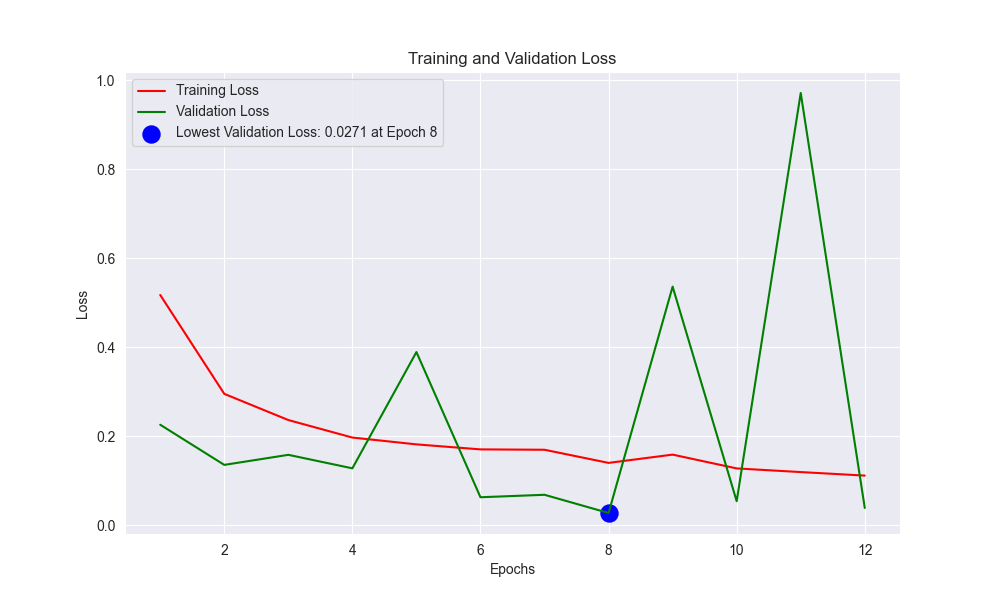 Training and Validation Loss
Training Loss
Validation Loss
Lowest Validation Loss: 0.0271 at Epoch 8
1.0
0.8
0.6
0.4
0.2
0.0
Loss
2 4 6 8 10 12
Epochs